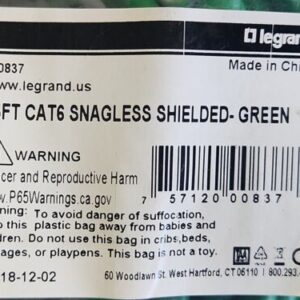 legrand
0837
Made in Chi
www.legrand.us
FT CAT6 SNAGLESS SHIELDED- GREEN
WARNING
cer and Reproductive Harm
w.P65Warnings.ca.gov
ning: To avoid danger of suffocation,
this plastic bag away from babies and
dren. Do not use this bag in cribs,beds,
ages, or playpens. This bag is not a toy.
7 57120 00837
18-12-02
60 Woodlawn St. West Hartford, CT 06110 | 800.293.